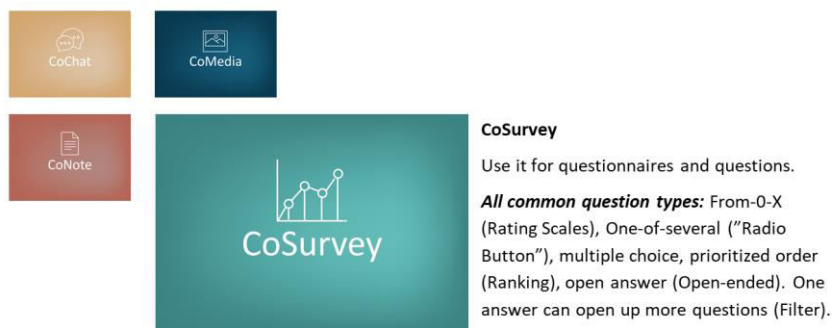 CoChat
CoMedia
CoNote
CoSurvey
CoSurvey
Use it for questionnaires and questions.
All common question types: From-0-X
(Rating Scales), One-of-several (”Radio
Button”), multiple choice, prioritized order
(Ranking), open answer (Open-ended). One
answer can open up more questions (Filter).